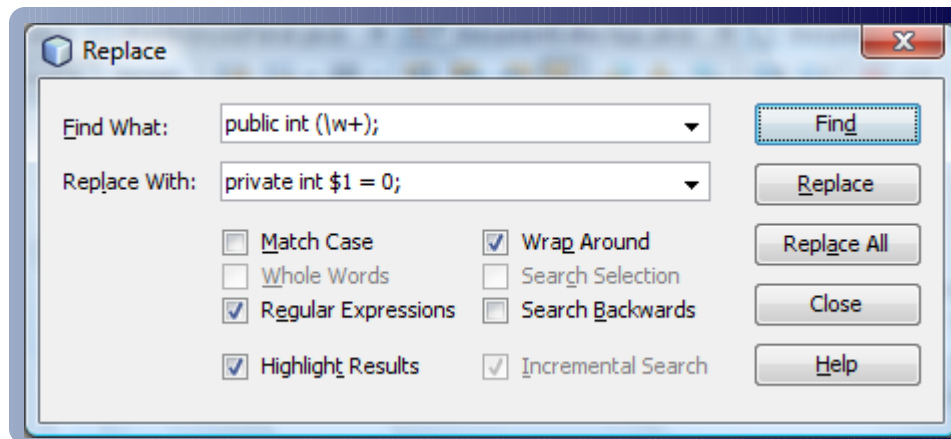 Replace
Find What: public int (\w+); Find
Replace With: private int $1 = 0; Replace
Match Case Wrap Around Replace All
Whole Words Search Selection
Regular Expressions Search Backwards Close
Highlight Results Incremental Search Help